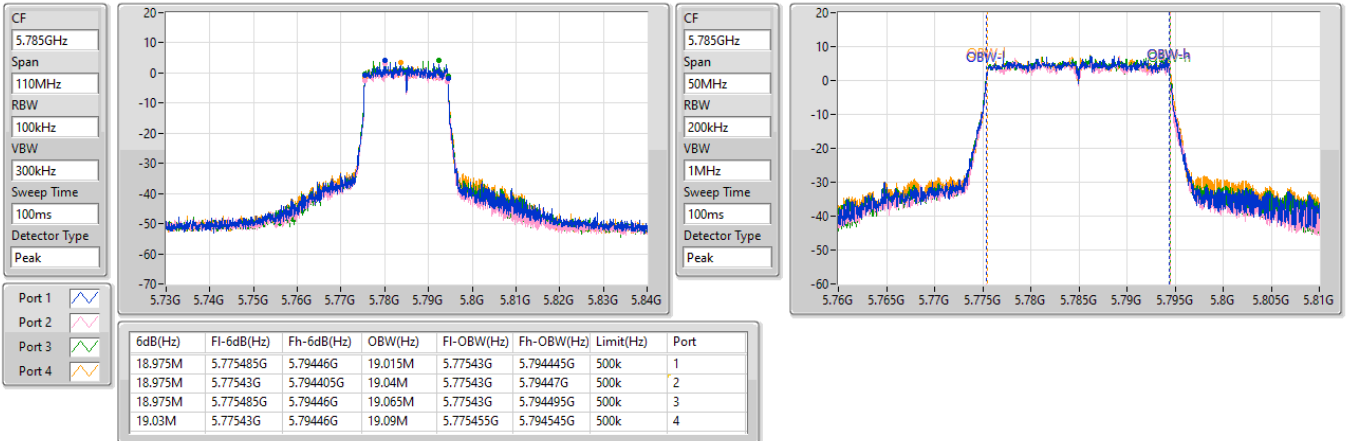 CF
5.785GHz
Span
110MHz
RBW
100kHz
VBW
300kHz
Sweep Time
100ms
Detector Type
Peak
20
10
0
-10
-20
-30
-40
-50
-60
-70
5.73G 5.74G 5.75G 5.76G 5.77G 5.78G 5.79G 5.8G 5.81G 5.82G 5.83G 5.84G
CF
5.785GHz
Span
50MHz
RBW
200kHz
VBW
1MHz
Sweep Time
100ms
Detector Type
Peak
20
10
0
-10
-20
-30
-40
-50
-60
OBW-l OBW-h
5.76G 5.765G 5.77G 5.775G 5.78G 5.785G 5.79G 5.795G 5.8G 5.805G 5.81G
Port 1
Port 2
Port 3
Port 4
6dB(Hz) Fl-6dB(Hz) Fh-6dB(Hz) OBW(Hz) Fl-OBW(Hz) Fh-OBW(Hz) Limit(Hz) Port
18.975M 5.775485G 5.79446G 19.015M 5.77543G 5.794445G 500k 1
18.975M 5.77543G 5.794405G 19.04M 5.77543G 5.79447G 500k 2
18.975M 5.775485G 5.79446G 19.065M 5.77543G 5.794495G 500k 3
19.03M 5.77543G 5.79446G 19.09M 5.775455G 5.794545G 500k 4